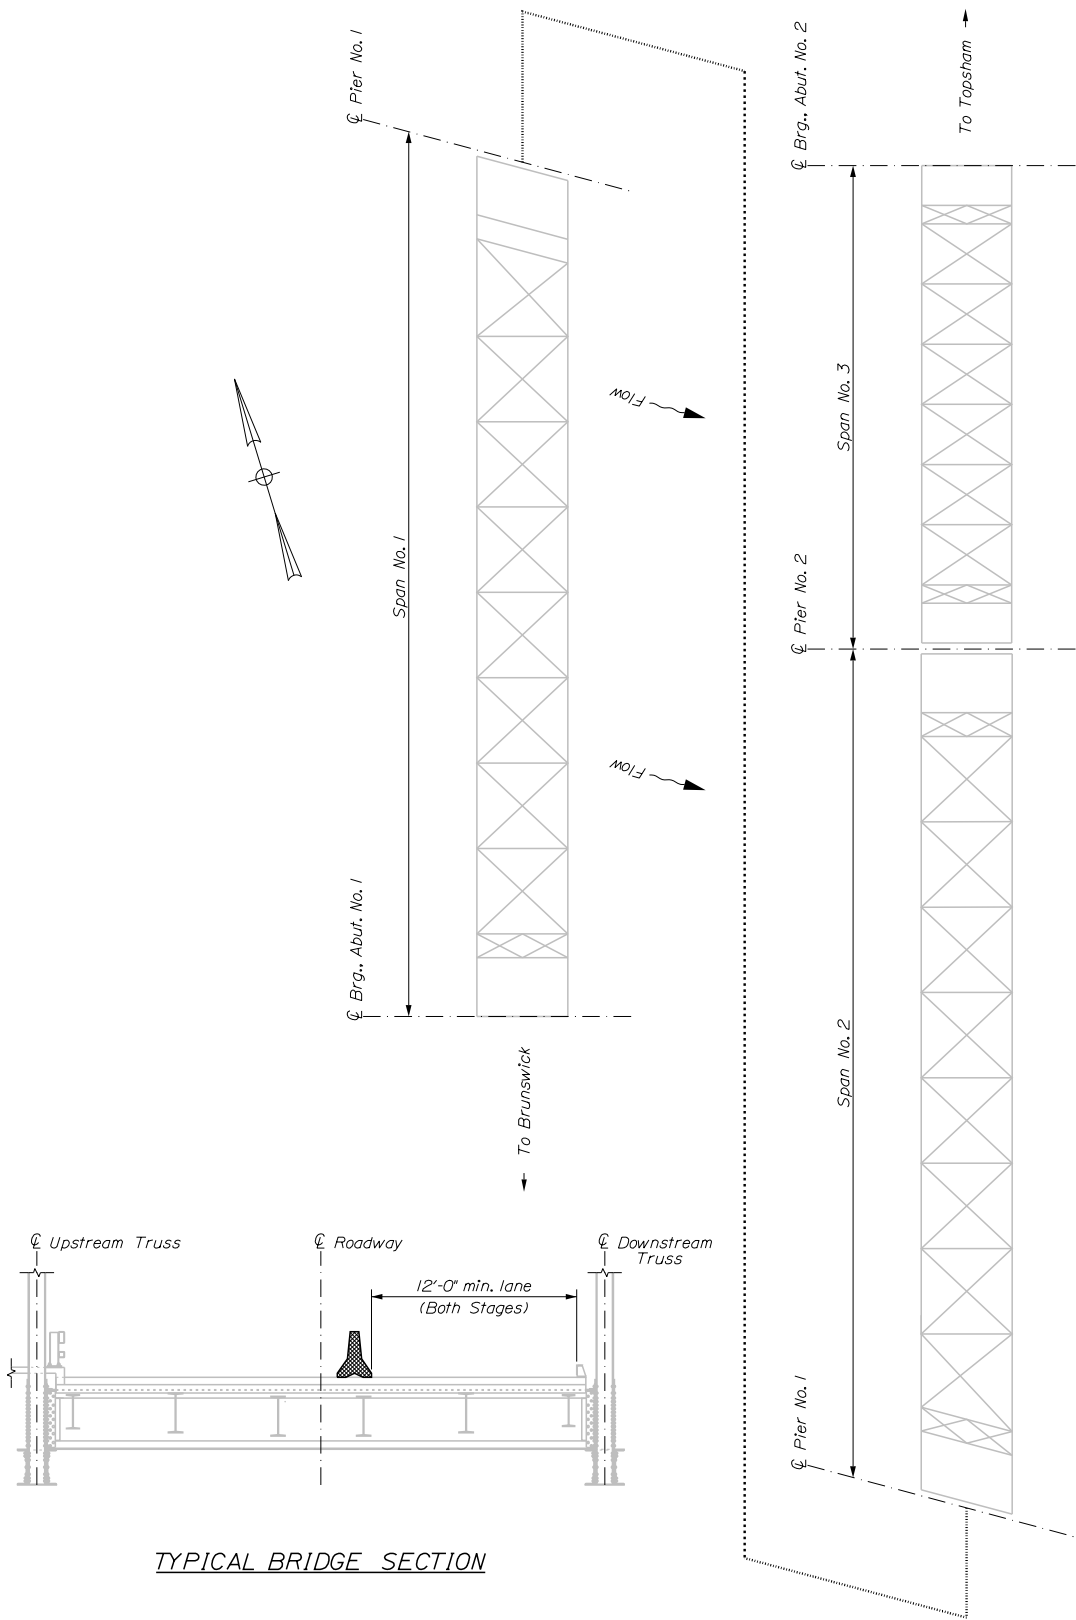 ℄ Pier No. 1
Span No. 1
℄ Brg., Abut. No. 1
To Brunswick
Flow
Flow
To Topsham
℄ Brg., Abut. No. 2
Span No. 3
℄ Pier No. 2
Span No. 2
℄ Pier No. 1
℄ Upstream Truss
℄ Roadway
℄ Downstream
Truss
12'-0" min. lane
(Both Stages)
TYPICAL BRIDGE SECTION